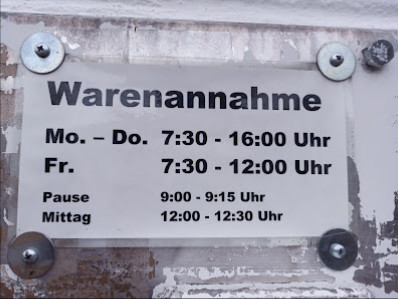 Warenannahme
Mo. – Do. 7:30 - 16:00 Uhr
Fr. 7:30 - 12:00 Uhr
Pause 9:00 - 9:15 Uhr
Mittag 12:00 - 12:30 Uhr